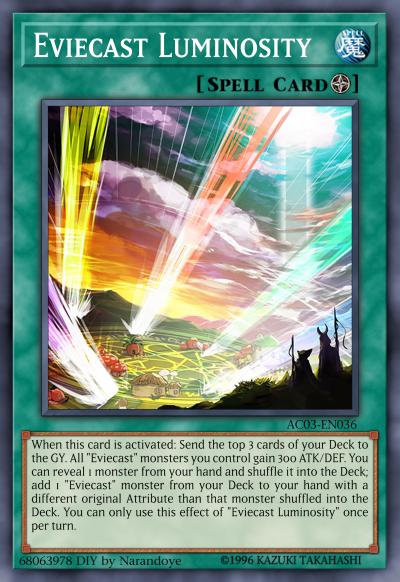 Eviecast Luminosity
SPELL
魔
[Spell Card]
AC03-EN036
When this card is activated: Send the top 3 cards of your Deck to
the GY. All "Eviecast" monsters you control gain 300 ATK/DEF. You
can reveal 1 monster from your hand and shuffle it into the Deck;
add 1 "Eviecast" monster from your Deck to your hand with a
different original Attribute than that monster shuffled into the
Deck. You can only use this effect of "Eviecast Luminosity" once
per turn.
68063978 DIY by Narandoye ©1996 KAZUKI TAKAHASHI